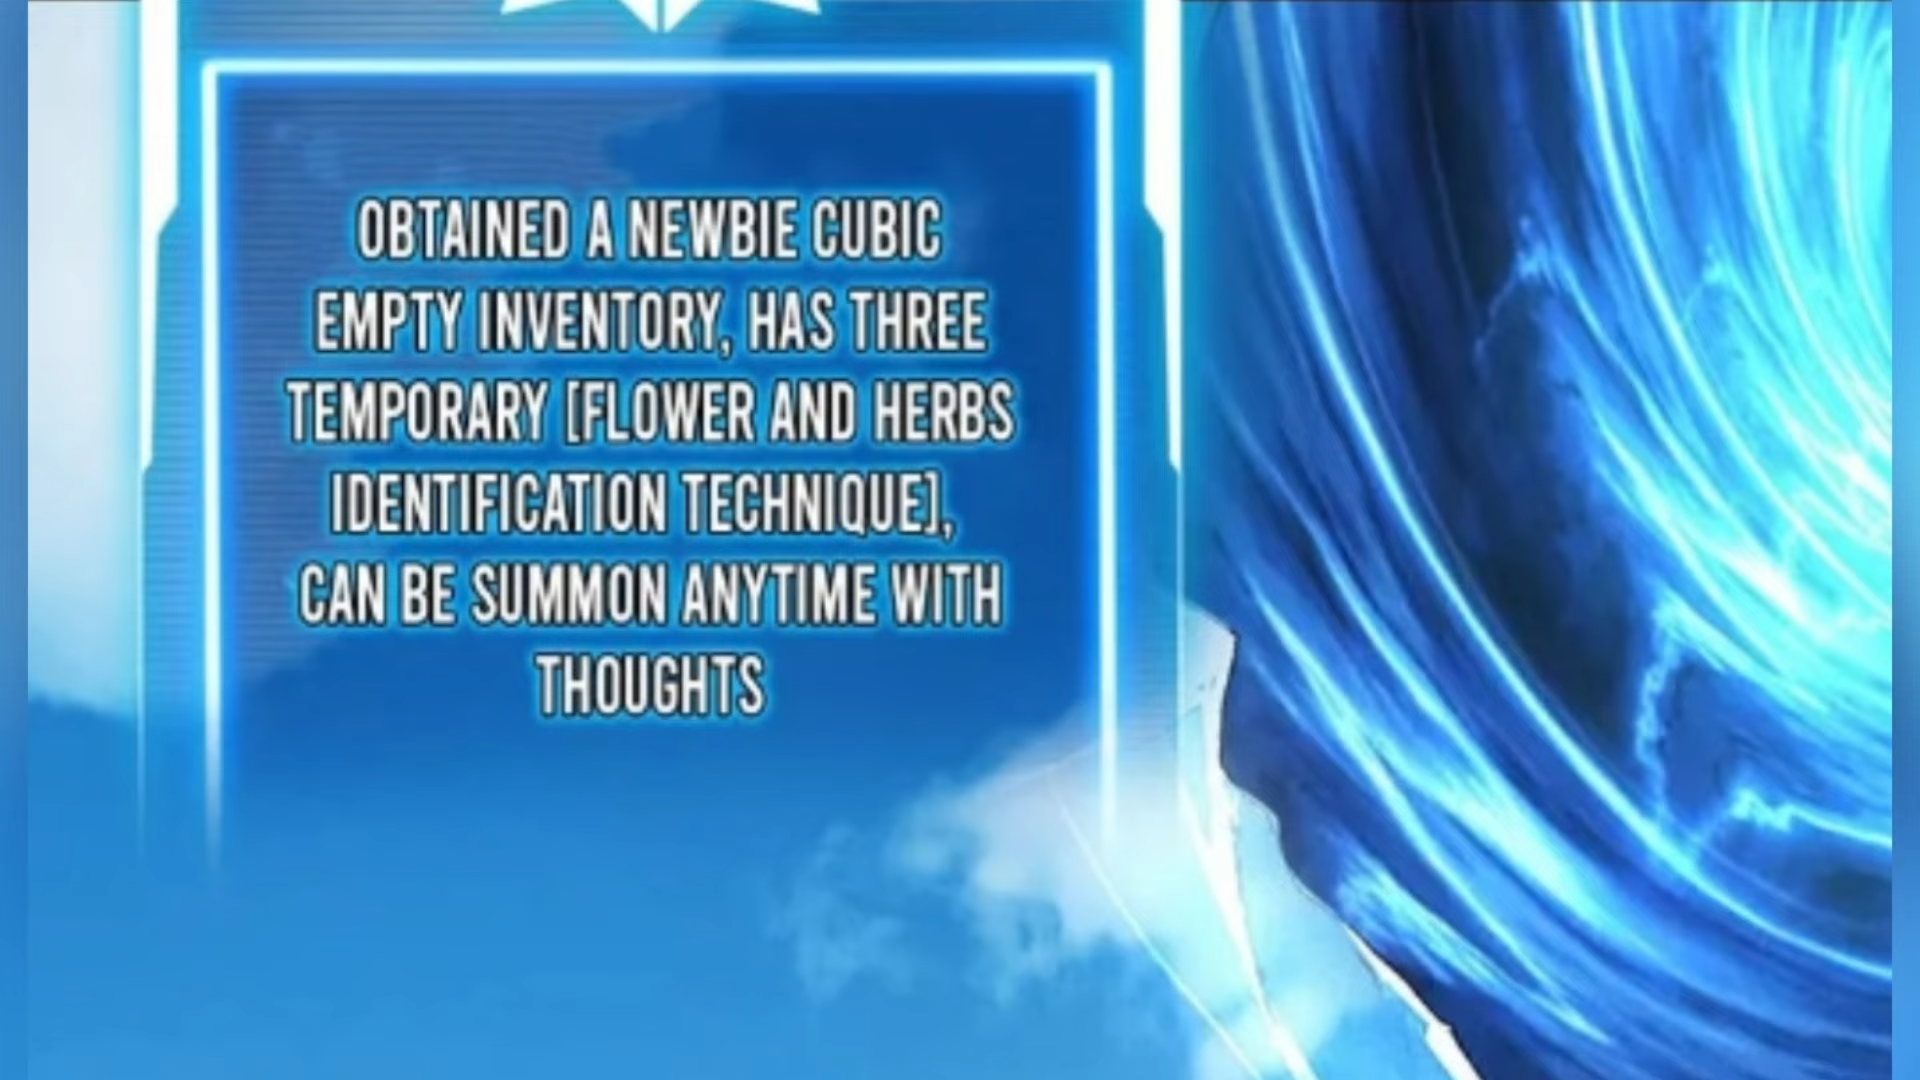 OBTAINED A NEWBIE CUBIC
EMPTY INVENTORY, HAS THREE
TEMPORARY [FLOWER AND HERBS
IDENTIFICATION TECHNIQUE],
CAN BE SUMMON ANYTIME WITH
THOUGHTS